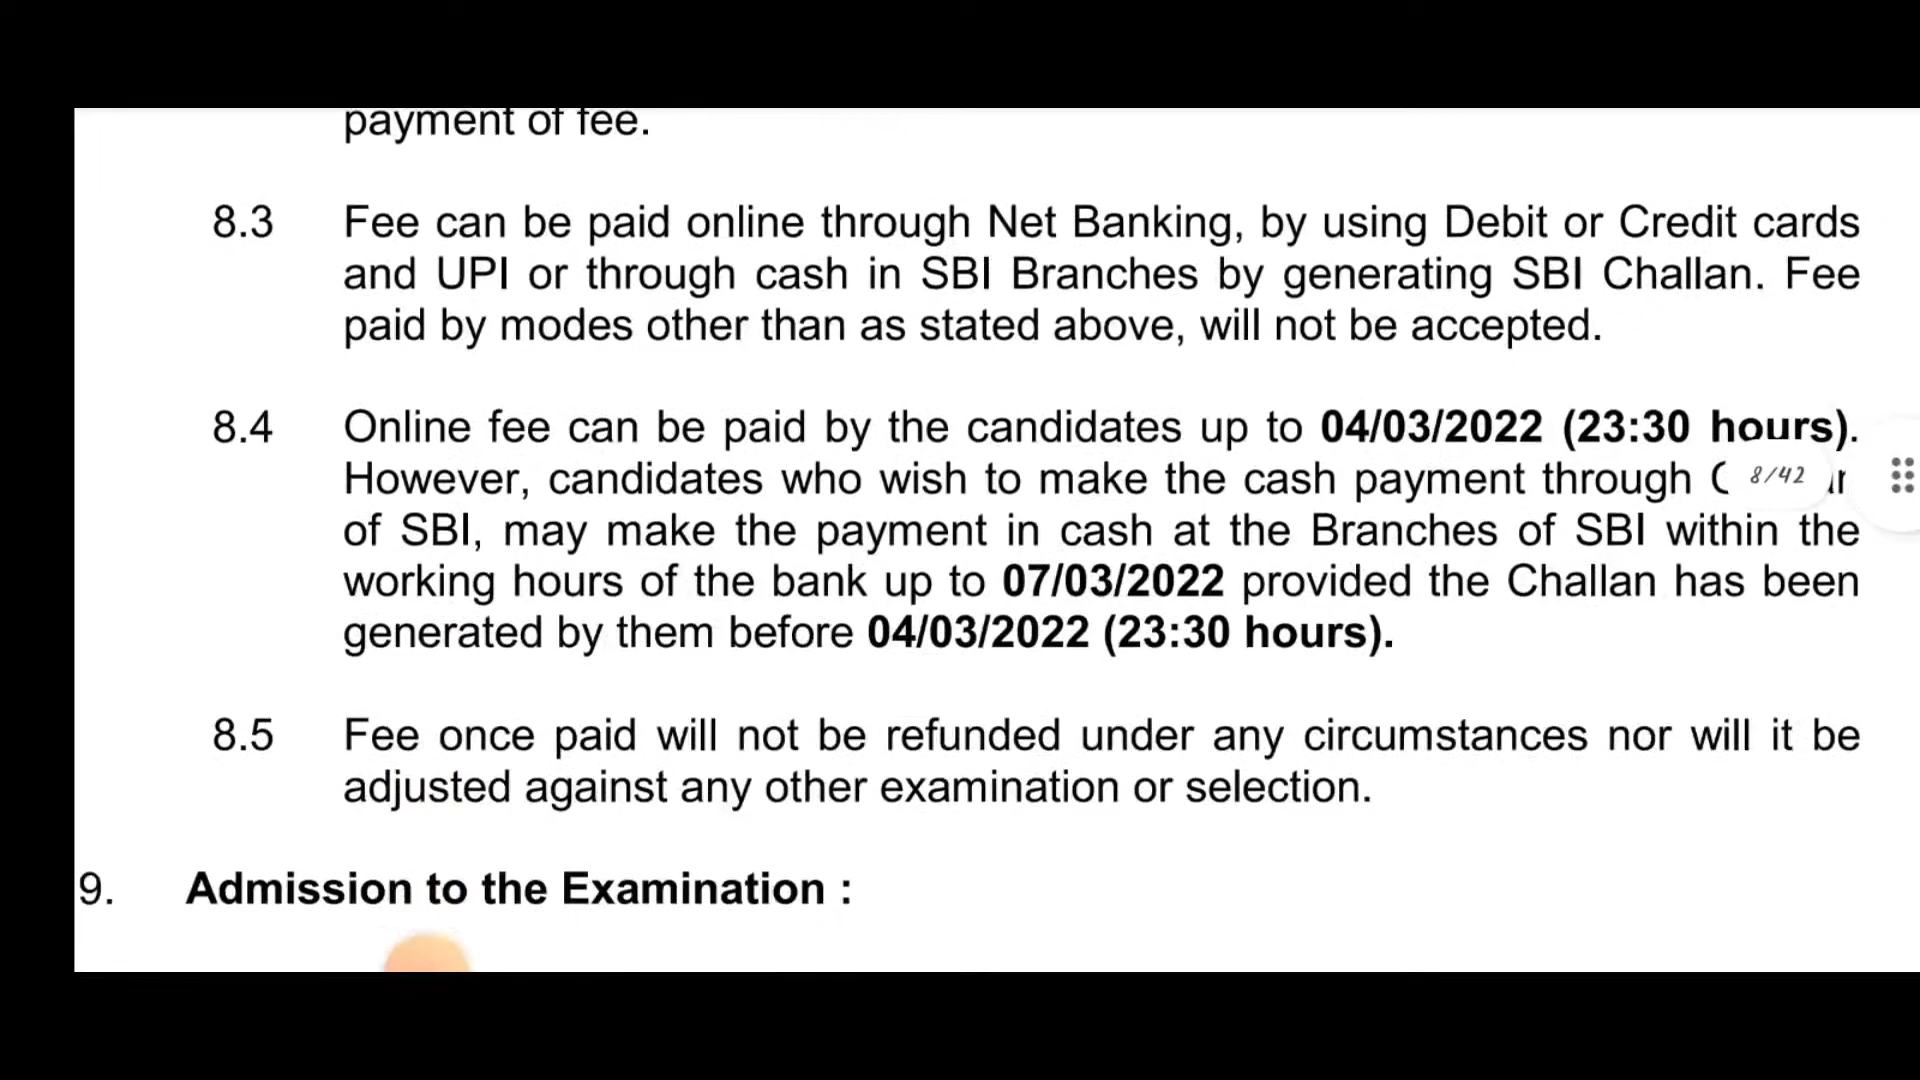 payment of fee.
8.3 Fee can be paid online through Net Banking, by using Debit or Credit cards
and UPI or through cash in SBI Branches by generating SBI Challan. Fee
paid by modes other than as stated above, will not be accepted.
8.4 Online fee can be paid by the candidates up to 04/03/2022 (23:30 hours).
However, candidates who wish to make the cash payment through
8/42
of SBI, may make the payment in cash at the Branches of SBI within the
working hours of the bank up to 07/03/2022 provided the Challan has been
generated by them before 04/03/2022 (23:30 hours).
8.5 Fee once paid will not be refunded under any circumstances nor will it be
adjusted against any other examination or selection.
9. Admission to the Examination :